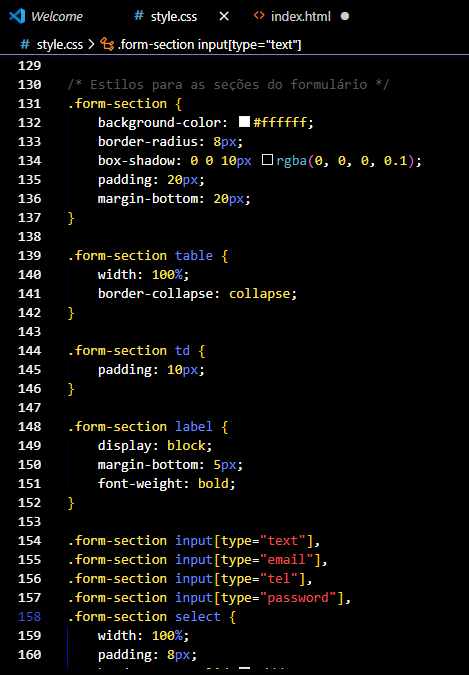 Welcome # style.css × <> index.html ●
# style.css > .form-section input[type="text"]
129
130 /* Estilos para as seções do formulário */
131 .form-section {
132 background-color: #ffffff;
133 border-radius: 8px;
134 box-shadow: 0 0 10px rgba(0, 0, 0, 0.1);
135 padding: 20px;
136 margin-bottom: 20px;
137 }
138
139 .form-section table {
140 width: 100%;
141 border-collapse: collapse;
142 }
143
144 .form-section td {
145 padding: 10px;
146 }
147
148 .form-section label {
149 display: block;
150 margin-bottom: 5px;
151 font-weight: bold;
152 }
153
154 .form-section input[type="text"],
155 .form-section input[type="email"],
156 .form-section input[type="tel"],
157 .form-section input[type="password"],
158 .form-section select {
159 width: 100%;
160 padding: 8px;